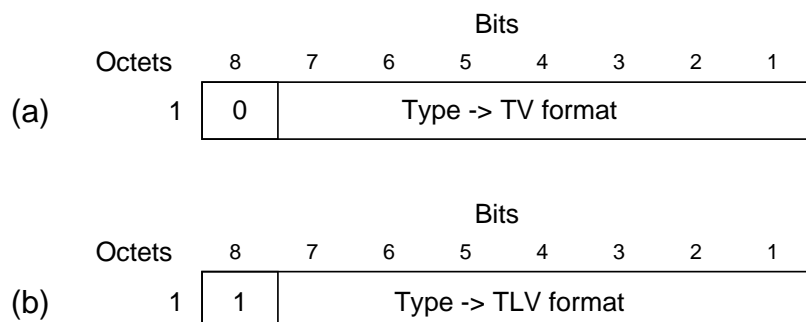 Bits
Octets 8 7 6 5 4 3 2 1
(a) 1 0 Type -> TV format
Bits
Octets 8 7 6 5 4 3 2 1
(b) 1 1 Type -> TLV format